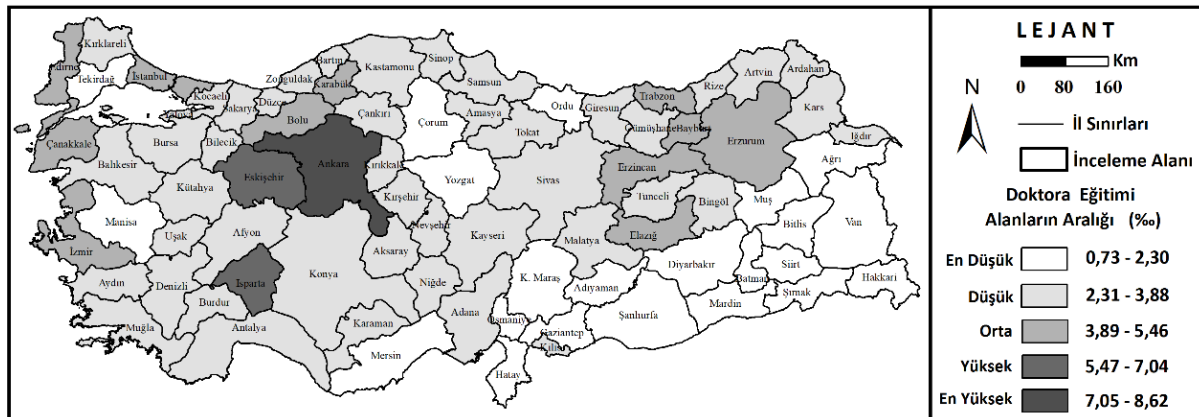 Kırklareli
Edirne
Tekirdağ
İstanbul
Kocaeli
Yalova
Sakarya
Düzce
Zonguldak
Bartın
Karabük
Kastamonu
Sinop
Samsun
Ordu
Giresun
Trabzon
Rize
Artvin
Ardahan
Kars
Iğdır
Çanakkale
Balıkesir
Bursa
Bilecik
Bolu
Çankırı
Çorum
Amasya
Tokat
Gümüşhane
Bayburt
Erzurum
Ağrı
Kütahya
Eskişehir
Ankara
Kırıkkale
Yozgat
Sivas
Erzincan
Tunceli
Bingöl
Muş
Bitlis
Van
Manisa
Uşak
Afyon
Kırşehir
Nevşehir
Kayseri
Malatya
Elazığ
Diyarbakır
Batman
Siirt
Hakkari
Şırnak
İzmir
Aydın
Denizli
Isparta
Burdur
Konya
Aksaray
Niğde
K. Maraş
Adıyaman
Şanlıurfa
Mardin
Muğla
Antalya
Karaman
Mersin
Adana
Osmaniye
Gaziantep
Kilis
Hatay
LEJANT
Km
0 80 160
N
İl Sınırları
İnceleme Alanı
Doktora Eğitimi
Alanların Aralığı (‰)
En Düşük 0,73 - 2,30
Düşük 2,31 - 3,88
Orta 3,89 - 5,46
Yüksek 5,47 - 7,04
En Yüksek 7,05 - 8,62